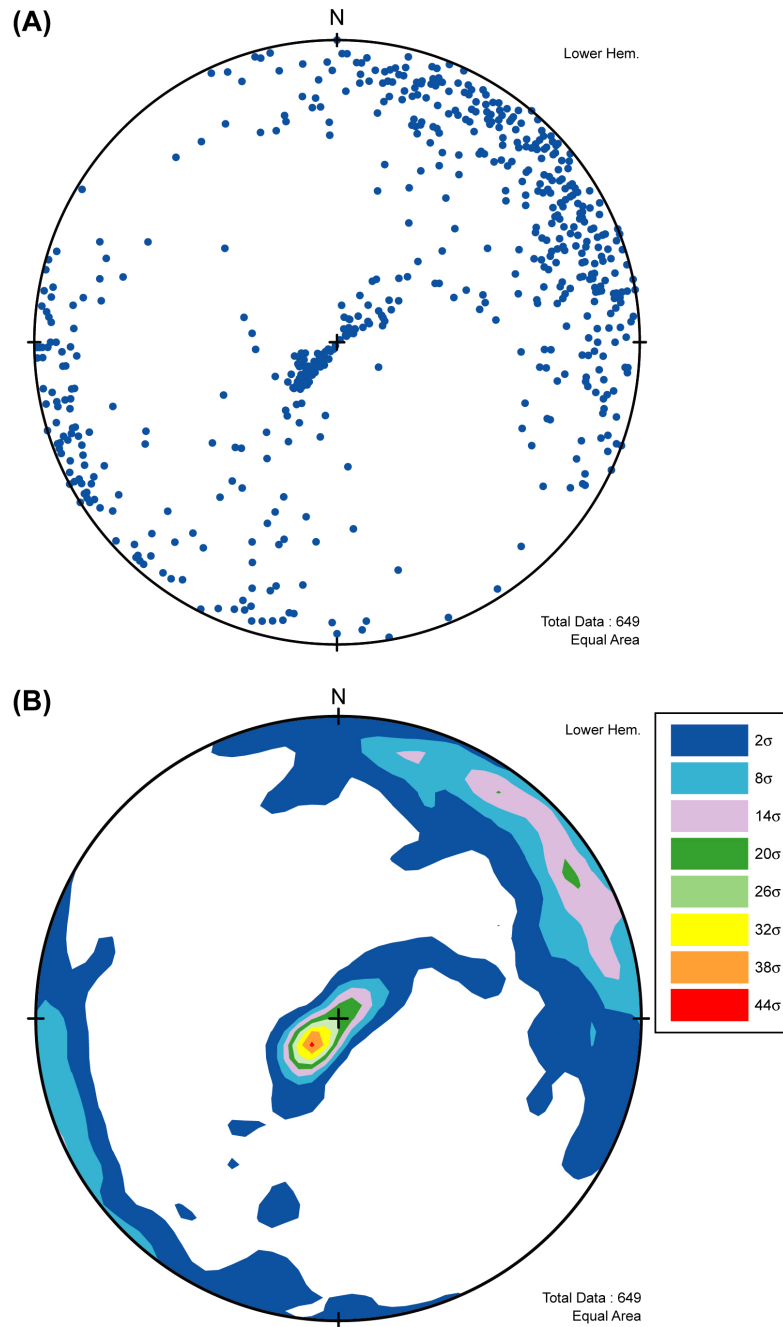 (A)
N
Lower Hem.
Total Data : 649
Equal Area
(B)
N
Lower Hem.
2σ
8σ
14σ
20σ
26σ
32σ
38σ
44σ
Total Data : 649
Equal Area